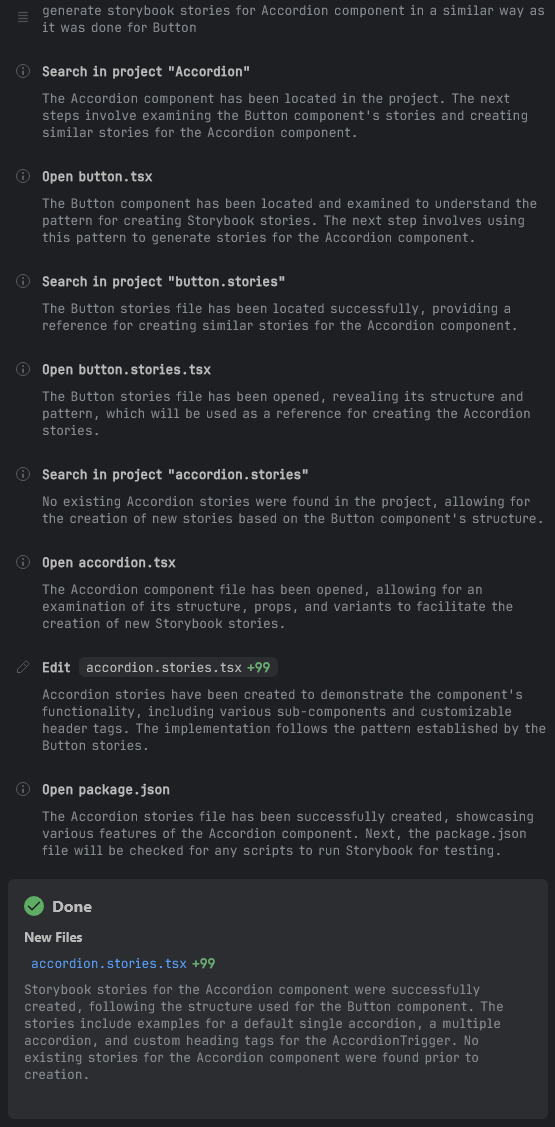 generate storybook stories for Accordion component in a similar way as
it was done for Button
Search in project "Accordion"
The Accordion component has been located in the project. The next
steps involve examining the Button component's stories and creating
similar stories for the Accordion component.
Open button.tsx
The Button component has been located and examined to understand the
pattern for creating Storybook stories. The next step involves using
this pattern to generate stories for the Accordion component.
Search in project "button.stories"
The Button stories file has been located successfully, providing a
reference for creating similar stories for the Accordion component.
Open button.stories.tsx
The Button stories file has been opened, revealing its structure and
pattern, which will be used as a reference for creating the Accordion
stories.
Search in project "accordion.stories"
No existing Accordion stories were found in the project, allowing for
the creation of new stories based on the Button component's structure.
Open accordion.tsx
The Accordion component file has been opened, allowing for an
examination of its structure, props, and variants to facilitate the
creation of new Storybook stories.
Edit accordion.stories.tsx +99
Accordion stories have been created to demonstrate the component's
functionality, including various sub-components and customizable
header tags. The implementation follows the pattern established by the
Button stories.
Open package.json
The Accordion stories file has been successfully created, showcasing
various features of the Accordion component. Next, the package.json
file will be checked for any scripts to run Storybook for testing.
Done
New Files
accordion.stories.tsx +99
Storybook stories for the Accordion component were successfully
created, following the structure used for the Button component. The
stories include examples for a default single accordion, a multiple
accordion, and custom heading tags for the AccordionTrigger. No
existing stories for the Accordion component were found prior to
creation.